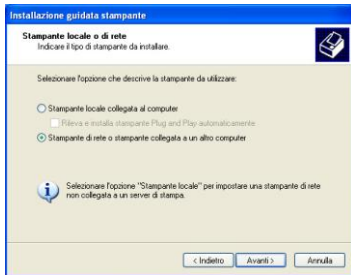 Installazione guidata stampante
Stampante locale o di rete
Indicare il tipo di stampante da installare.
Selezionare l'opzione che descrive la stampante da utilizzare:
Stampante locale collegata al computer
Rileva e installa stampante Plug and Play automaticamente
Stampante di rete o stampante collegata a un altro computer
Selezionare l'opzione "Stampante locale" per impostare una stampante di rete
non collegata a un server di stampa.
< Indietro Avanti > Annulla